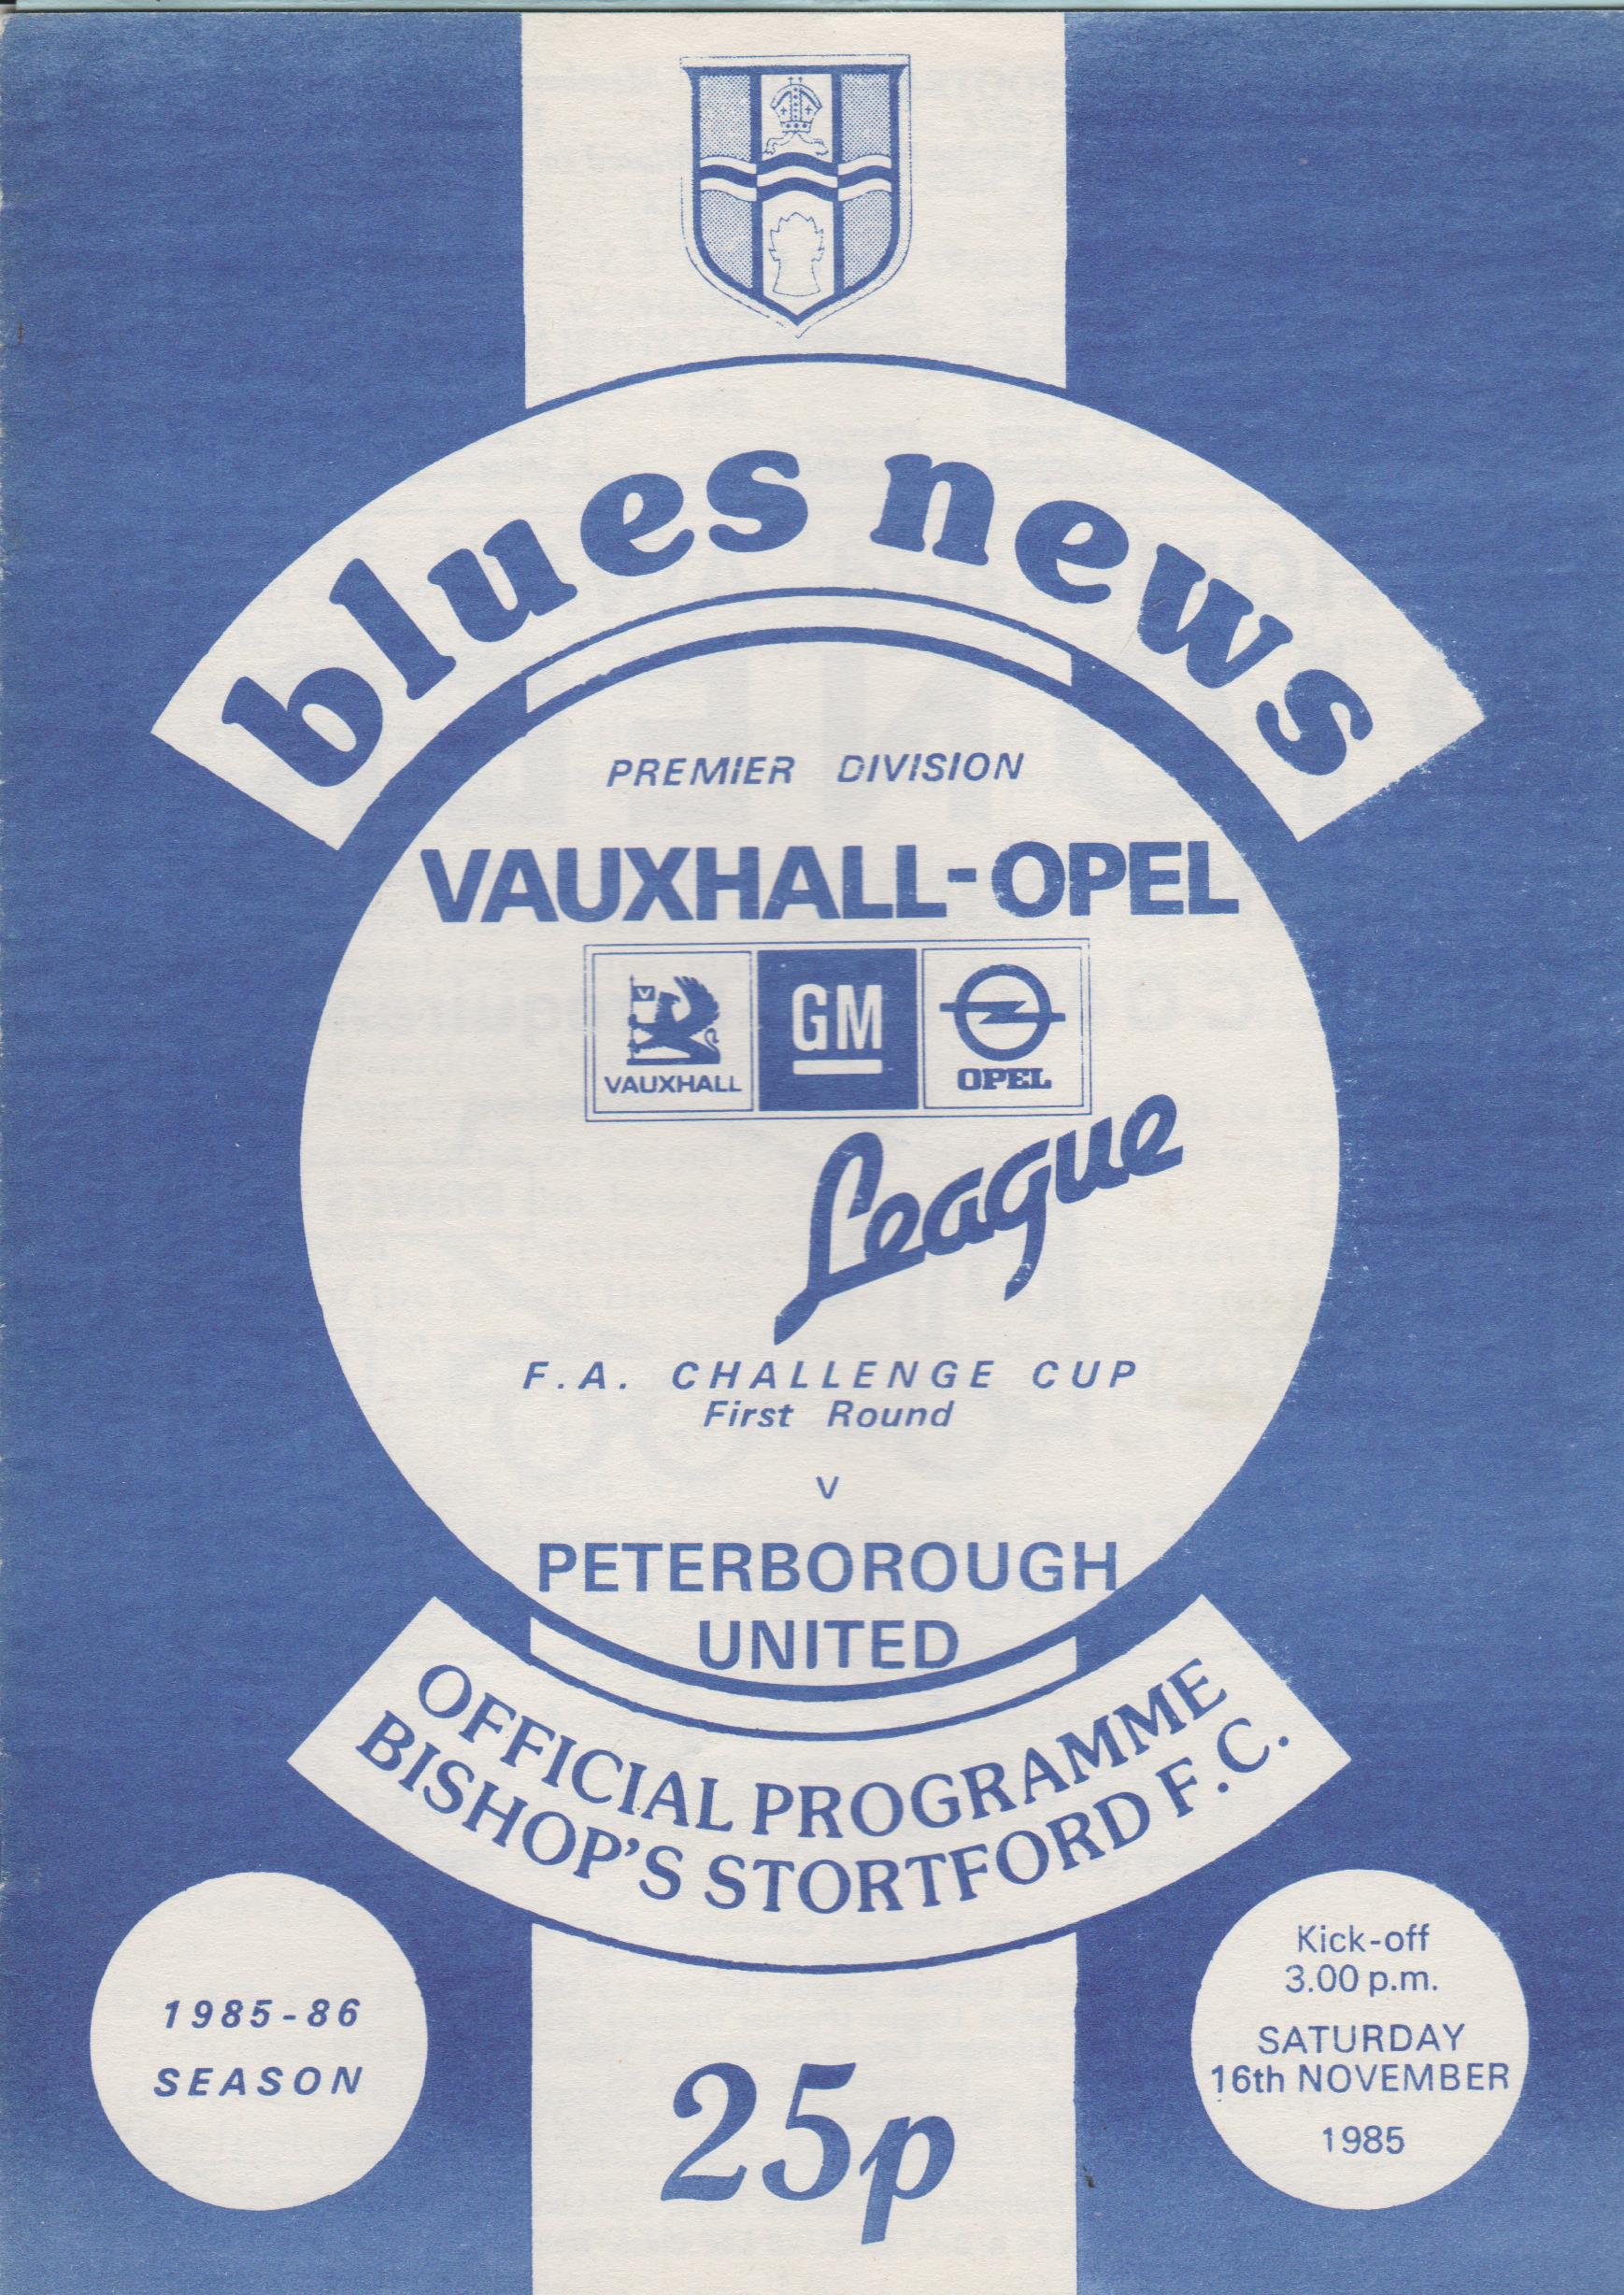 blues news
PREMIER DIVISION
VAUXHALL-OPEL
V
VAUXHALL
GM
OPEL
League
F.A. CHALLENGE CUP
First Round
v
PETERBOROUGH
UNITED
OFFICIAL PROGRAMME
BISHOP'S STORTFORD F.C.
1985-86
SEASON
25p
Kick-off
3.00 p.m.
SATURDAY
16th NOVEMBER
1985